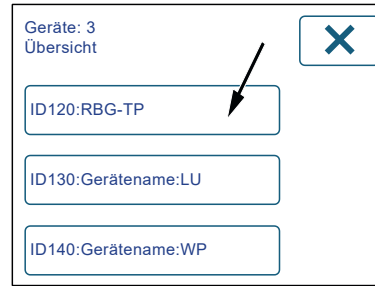 Geräte: 3
Übersicht
ID120:RBG-TP
ID130:Gerätename:LU
ID140:Gerätename:WP